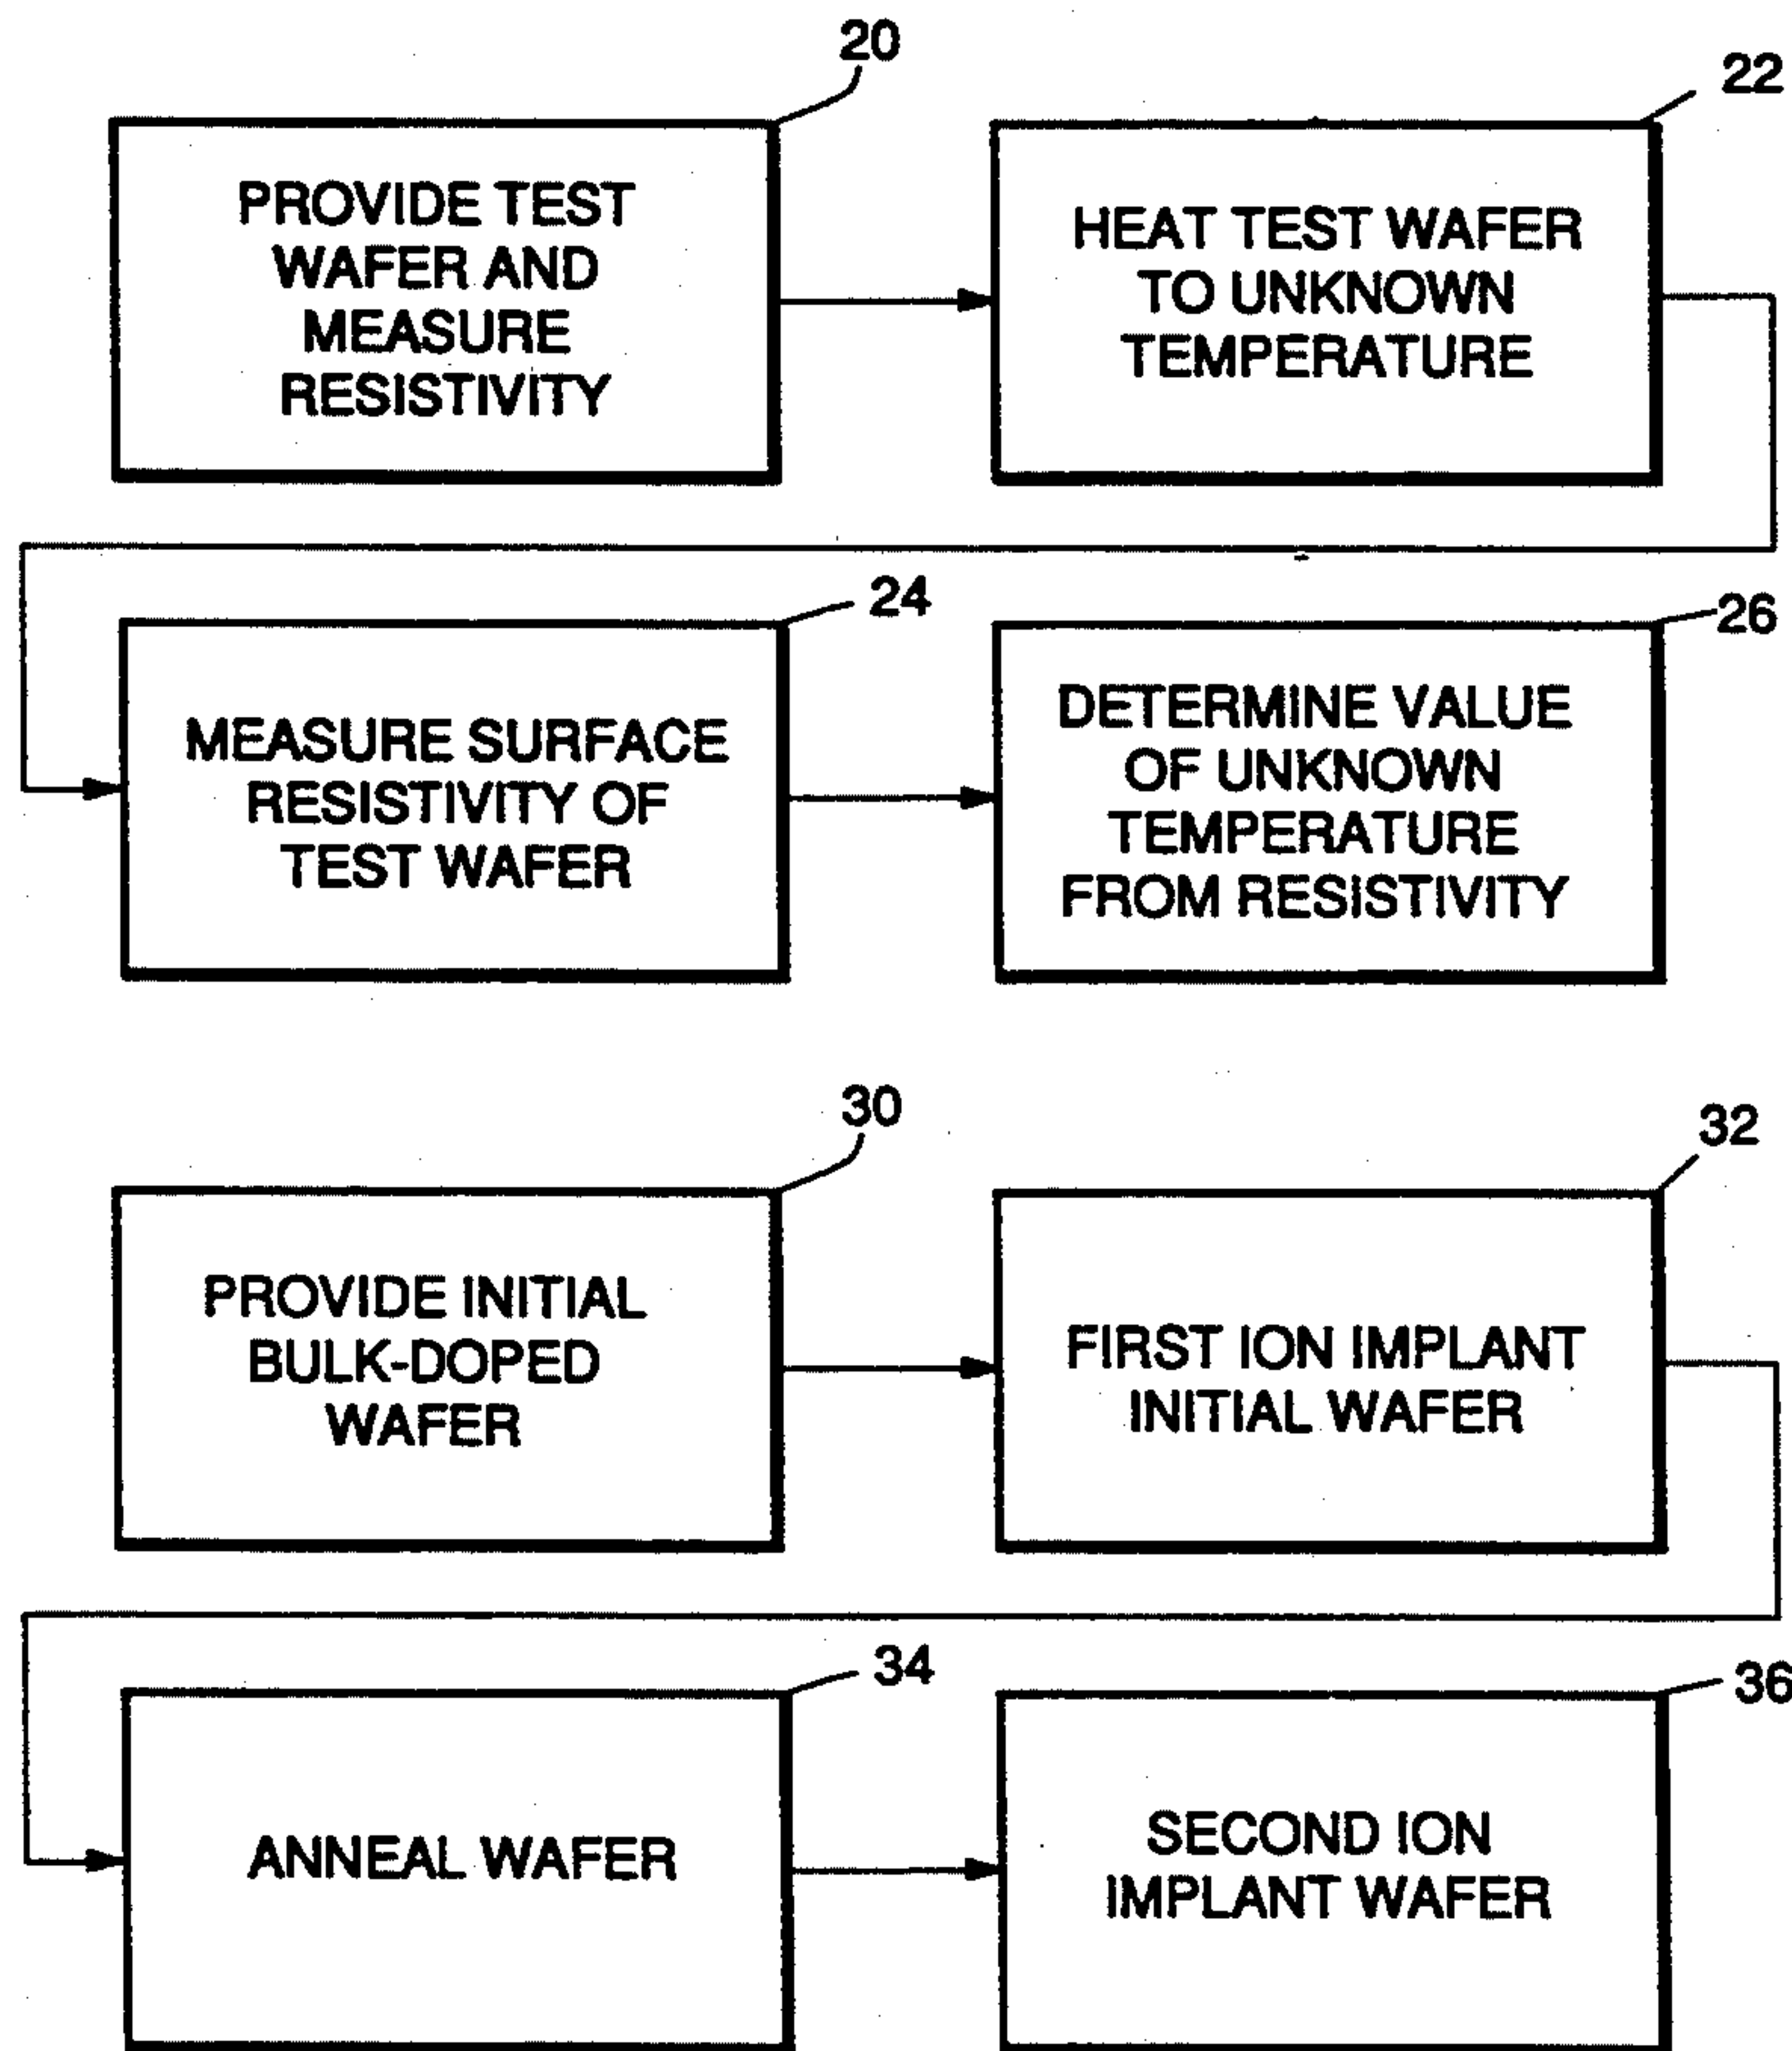 20
22
PROVIDE TEST
WAFER AND
MEASURE
RESISTIVITY
HEAT TEST WAFER
TO UNKNOWN
TEMPERATURE
24
26
MEASURE SURFACE
RESISTIVITY OF
TEST WAFER
DETERMINE VALUE
OF UNKNOWN
TEMPERATURE
FROM RESISTIVITY
30
32
PROVIDE INITIAL
BULK-DOPED
WAFER
FIRST ION IMPLANT
INITIAL WAFER
34
36
ANNEAL WAFER
SECOND ION
IMPLANT WAFER